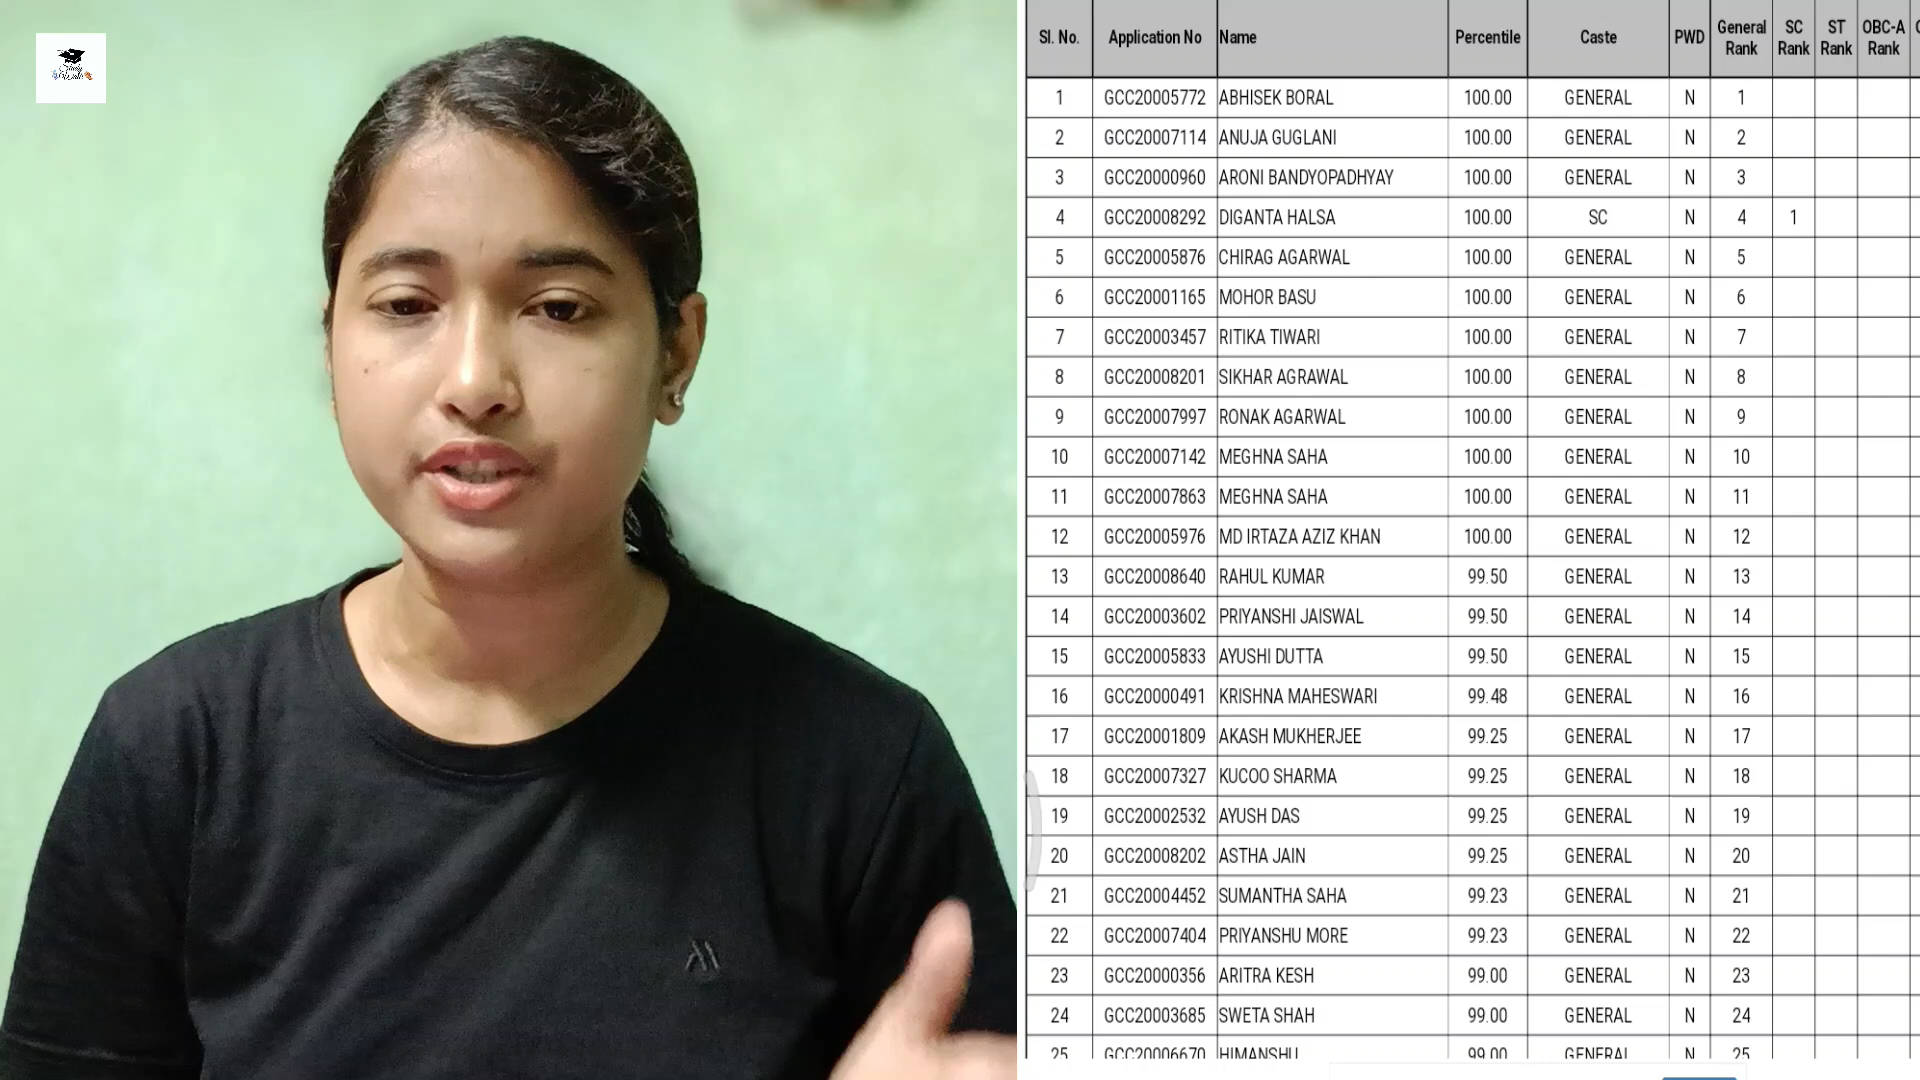 Study
Wale
Sl. No. Application No Name Percentile Caste PWD General Rank SC Rank ST Rank OBC-A Rank
1 GCC20005772 ABHISEK BORAL 100.00 GENERAL N 1
2 GCC20007114 ANUJA GUGLANI 100.00 GENERAL N 2
3 GCC20000960 ARONI BANDYOPADHYAY 100.00 GENERAL N 3
4 GCC20008292 DIGANTA HALSA 100.00 SC N 4 1
5 GCC20005876 CHIRAG AGARWAL 100.00 GENERAL N 5
6 GCC20001165 MOHOR BASU 100.00 GENERAL N 6
7 GCC20003457 RITIKA TIWARI 100.00 GENERAL N 7
8 GCC20008201 SIKHAR AGRAWAL 100.00 GENERAL N 8
9 GCC20007997 RONAK AGARWAL 100.00 GENERAL N 9
10 GCC20007142 MEGHNA SAHA 100.00 GENERAL N 10
11 GCC20007863 MEGHNA SAHA 100.00 GENERAL N 11
12 GCC20005976 MD IRTAZA AZIZ KHAN 100.00 GENERAL N 12
13 GCC20008640 RAHUL KUMAR 99.50 GENERAL N 13
14 GCC20003602 PRIYANSHI JAISWAL 99.50 GENERAL N 14
15 GCC20005833 AYUSHI DUTTA 99.50 GENERAL N 15
16 GCC20000491 KRISHNA MAHESWARI 99.48 GENERAL N 16
17 GCC20001809 AKASH MUKHERJEE 99.25 GENERAL N 17
18 GCC20007327 KUCOO SHARMA 99.25 GENERAL N 18
19 GCC20002532 AYUSH DAS 99.25 GENERAL N 19
20 GCC20008202 ASTHA JAIN 99.25 GENERAL N 20
21 GCC20004452 SUMANTHA SAHA 99.23 GENERAL N 21
22 GCC20007404 PRIYANSHU MORE 99.23 GENERAL N 22
23 GCC20000356 ARITRA KESH 99.00 GENERAL N 23
24 GCC20003685 SWETA SHAH 99.00 GENERAL N 24
25 GCC20006670 HIMANSHU 99.00 GENERAL N 25